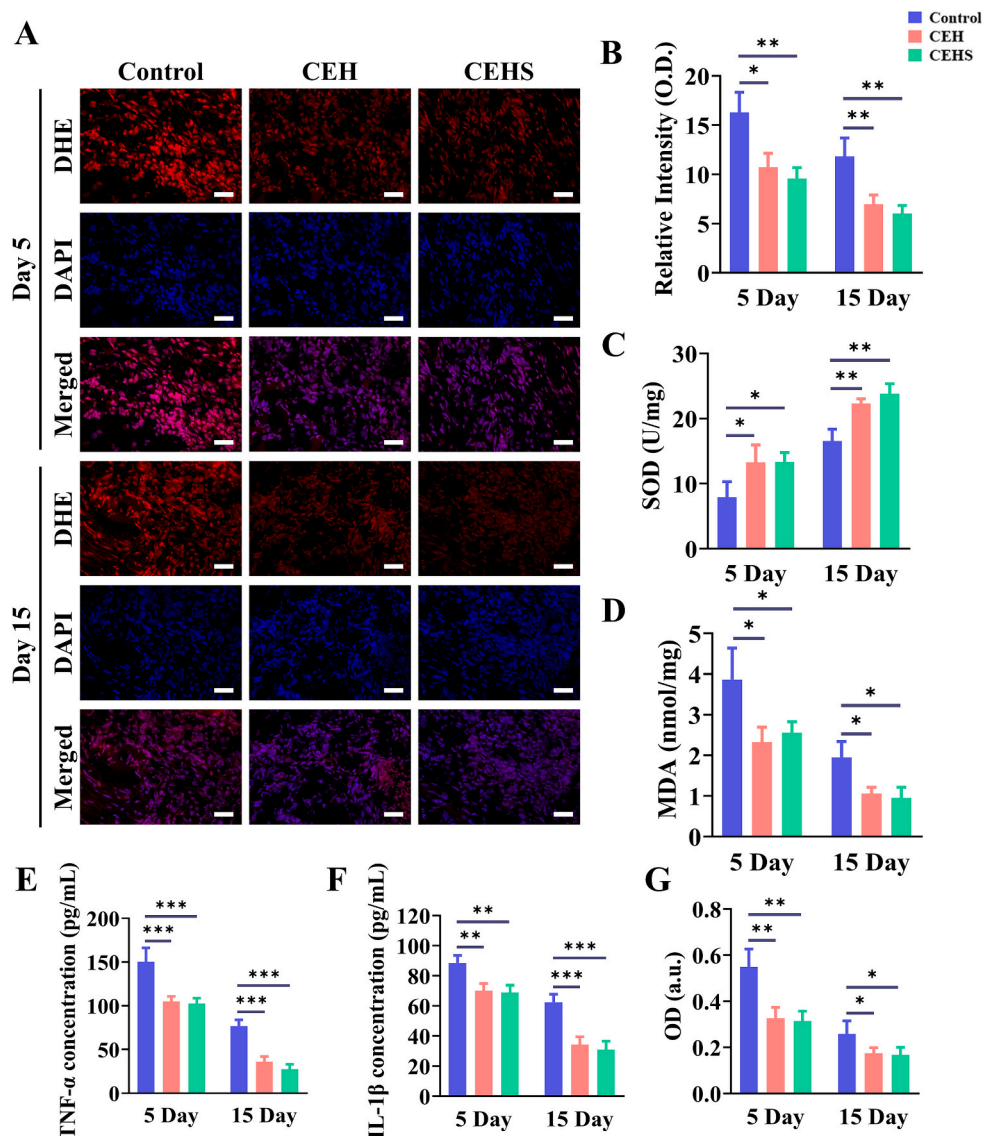 A
Control
CEH
CEHS
Day 5
DHE
DAPI
Merged
Day 15
DHE
DAPI
Merged
Control
CEH
CEHS
B
Relative Intensity (O.D.)
20
15
10
5
0
**
*
**
**
5 Day
15 Day
C
SOD (U/mg)
30
20
10
0
*
*
**
**
5 Day
15 Day
D
MDA (nmol/mg)
5
4
3
2
1
0
*
*
*
*
5 Day
15 Day
E
TNF-α concentration (pg/mL)
200
150
100
50
0
***
***
***
***
5 Day
15 Day
F
IL-1β concentration (pg/mL)
120
100
80
60
40
20
0
**
**
***
***
5 Day
15 Day
G
OD (a.u.)
0.8
0.6
0.4
0.2
0.0
**
**
*
*
5 Day
15 Day